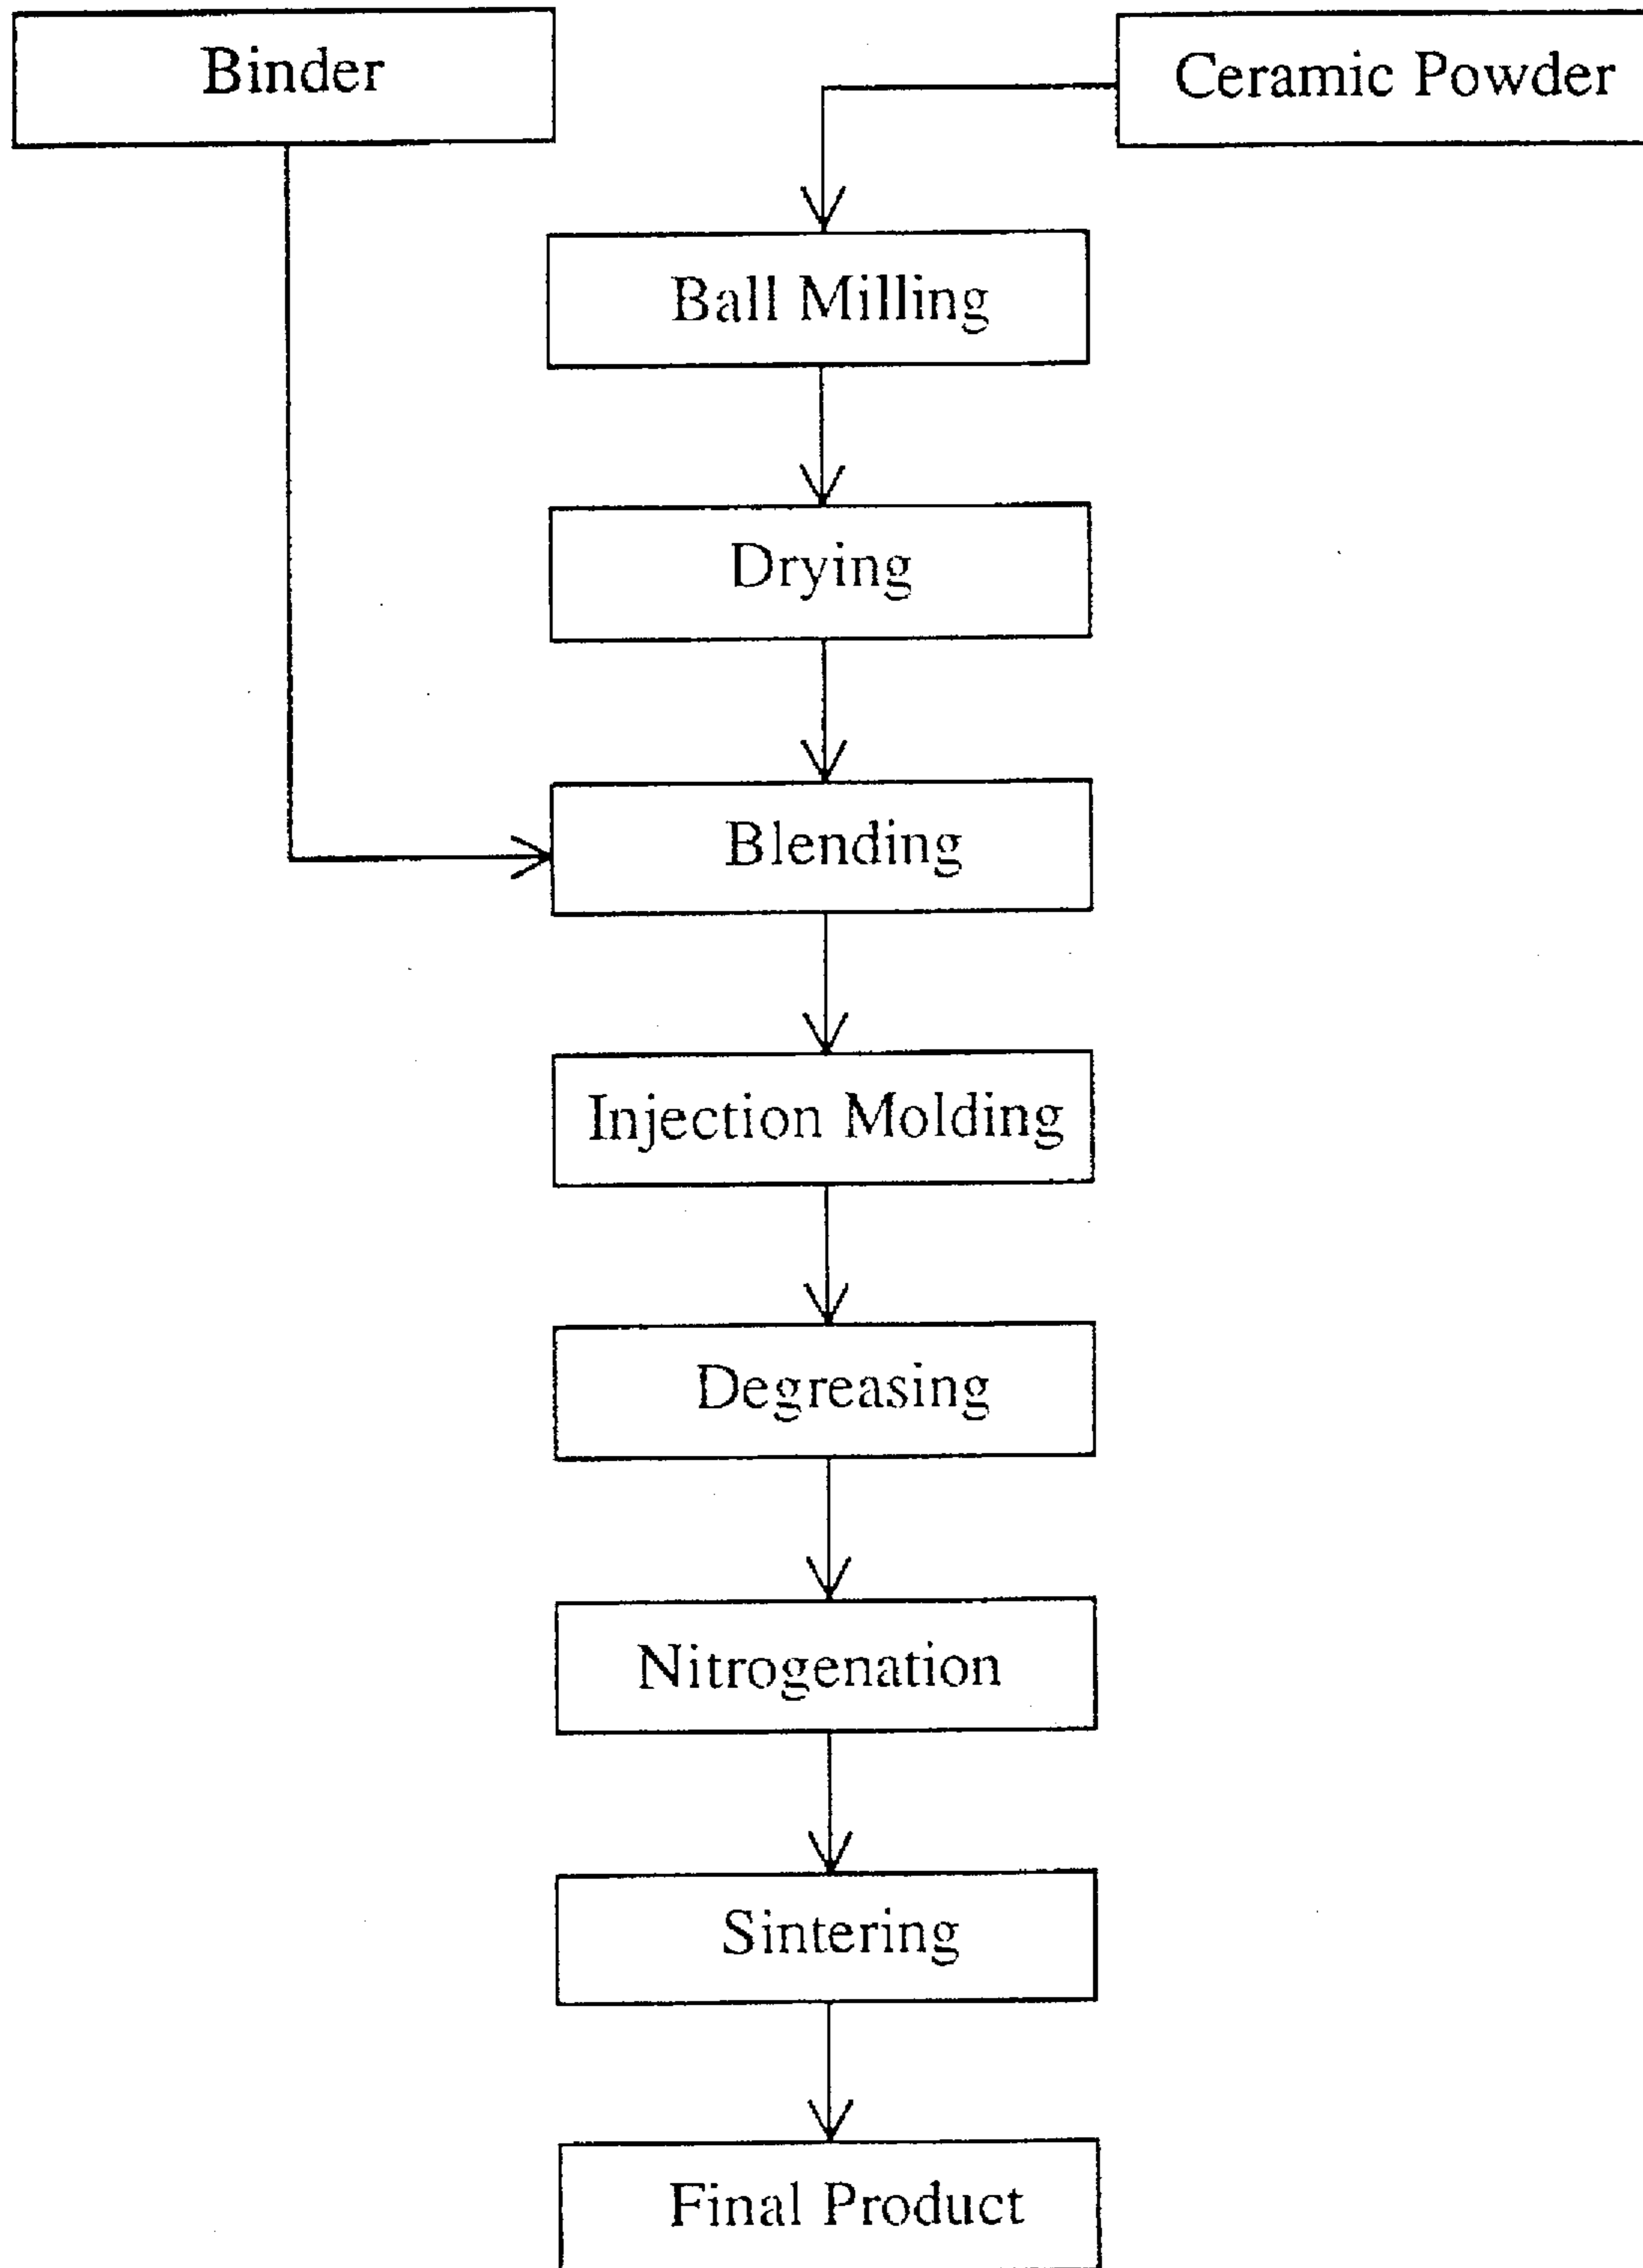 Binder
Ceramic Powder
Ball Milling
Drying
Blending
Injection Molding
Degreasing
Nitrogenation
Sintering
Final Product